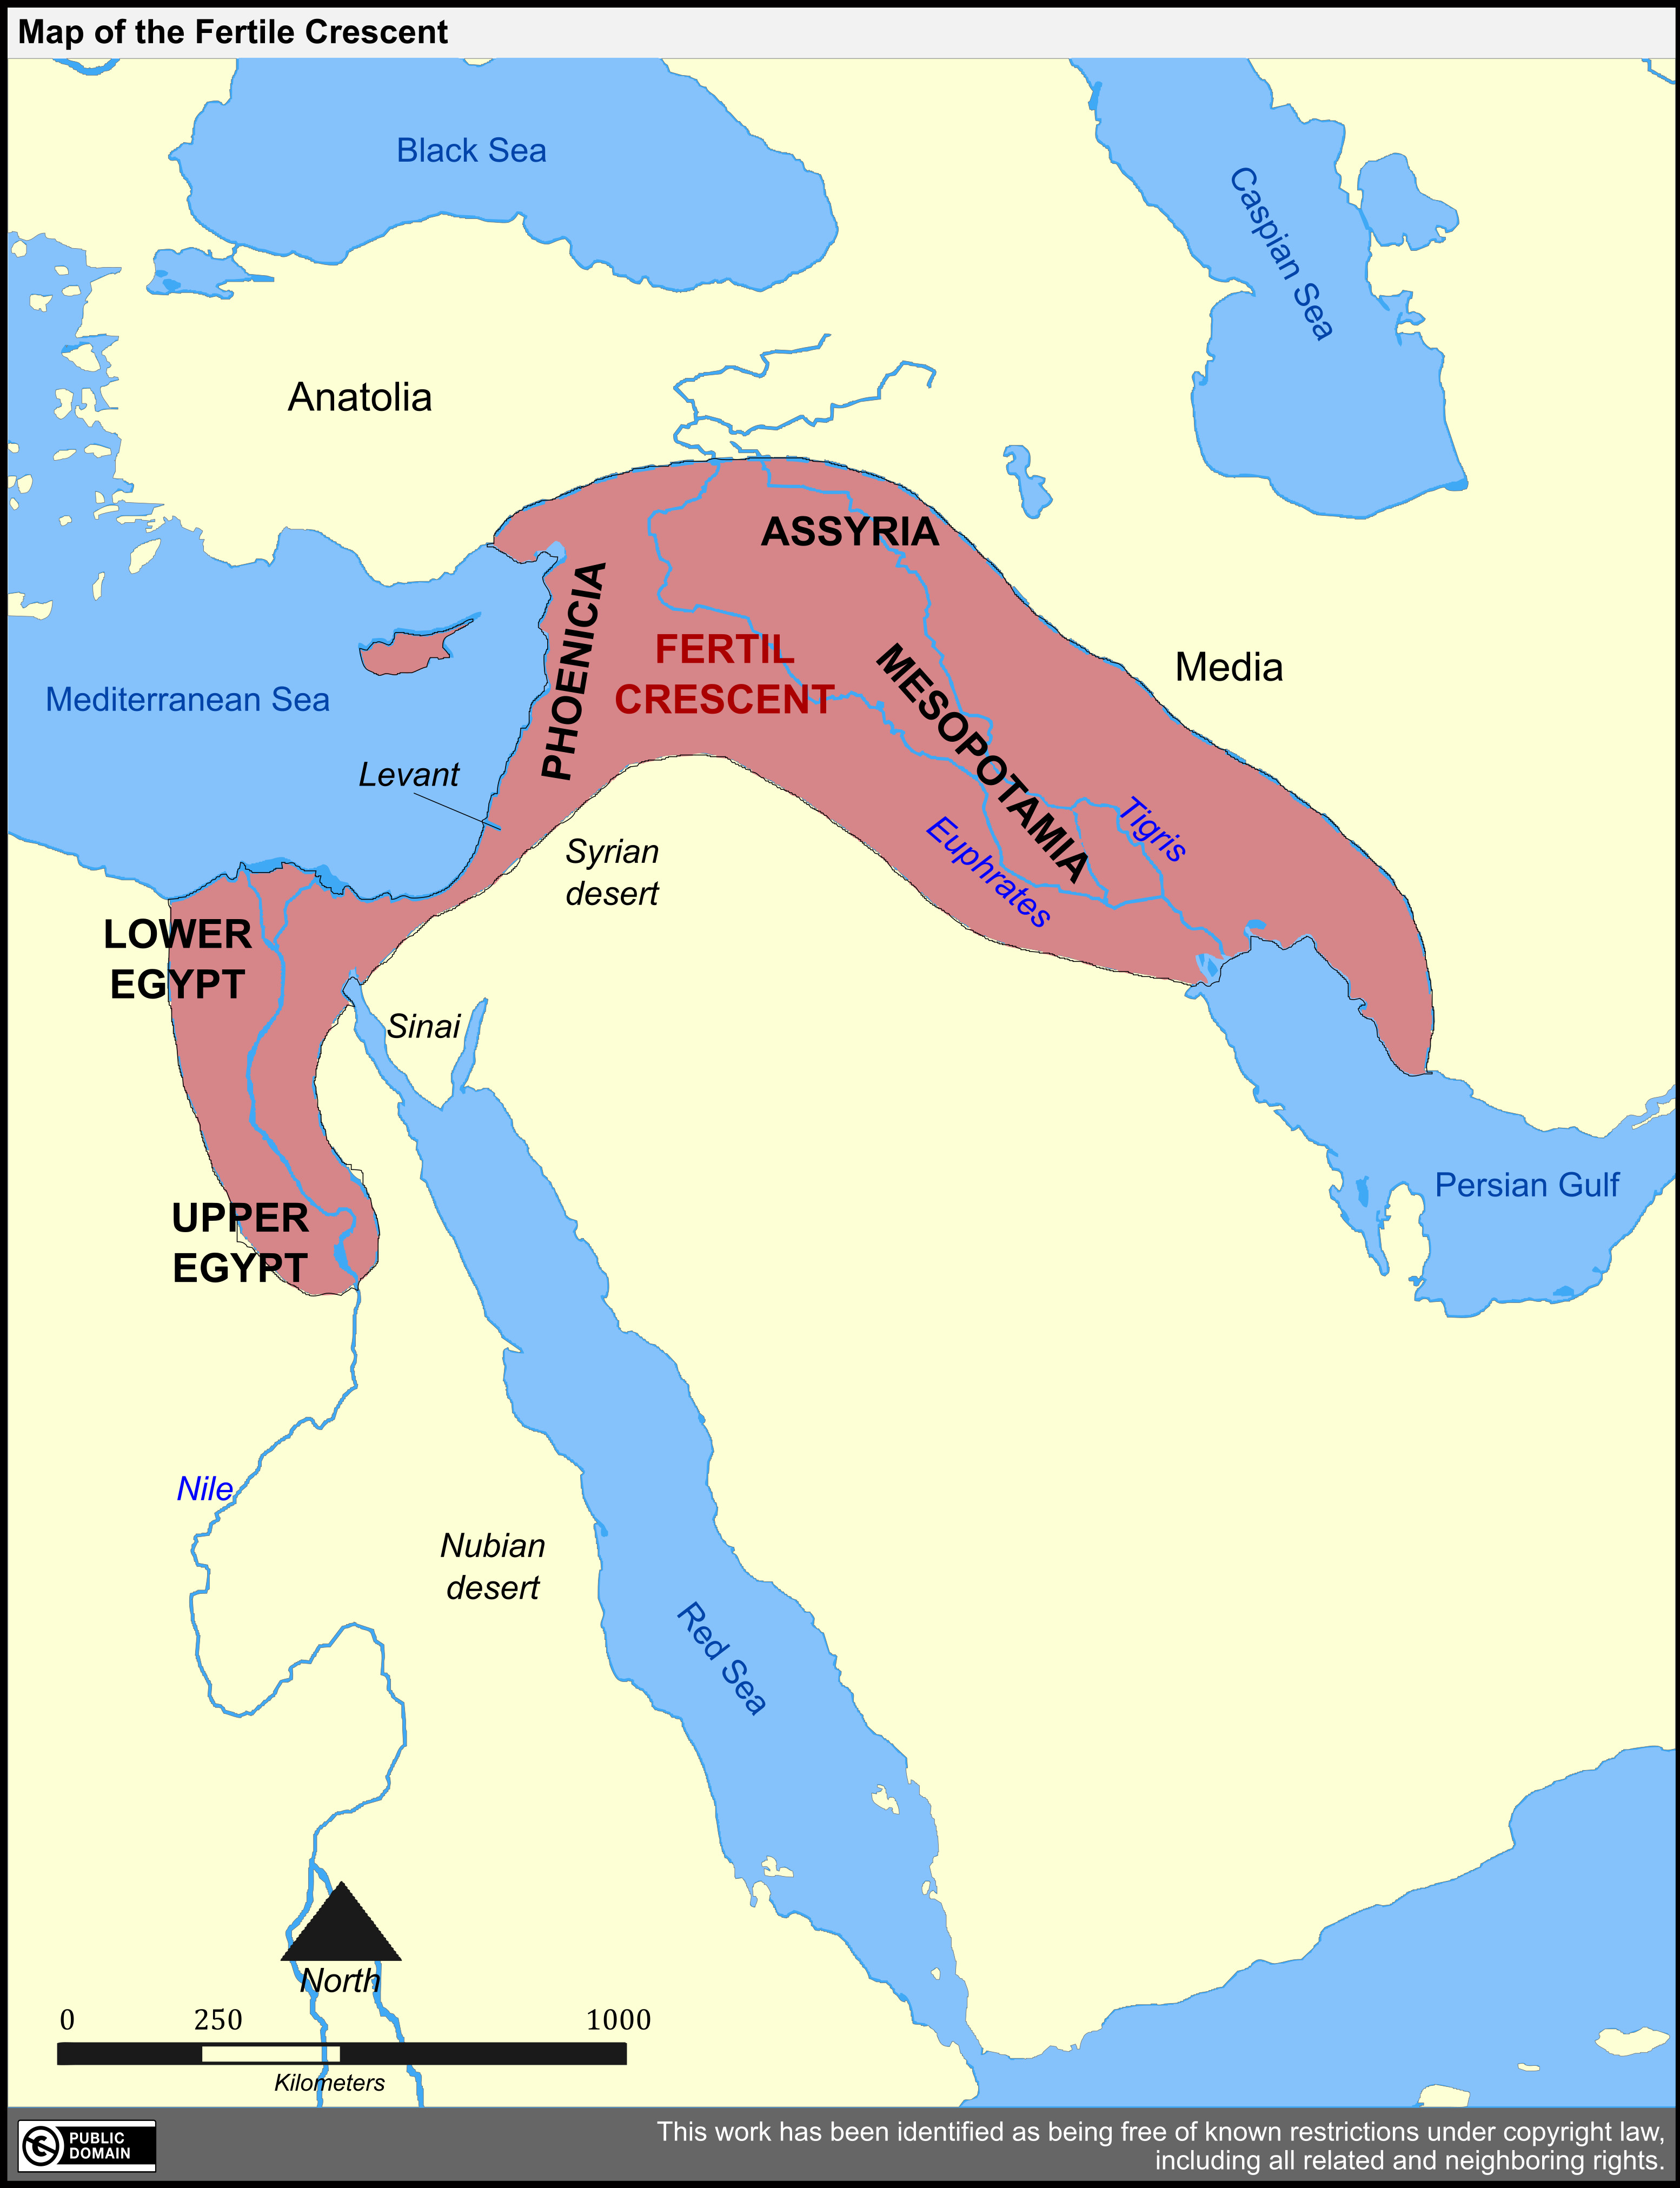 Map of the Fertile Crescent
Black Sea
Caspian Sea
Anatolia
ASSYRIA
PHOENICIA
FERTIL
CRESCENT
MESOPOTAMIA
Media
Mediterranean Sea
Levant
Syrian
desert
Euphrates
Tigris
LOWER
EGYPT
Sinai
Persian Gulf
UPPER
EGYPT
Nile
Nubian
desert
Red Sea
North
0 250 1000
Kilometers
PUBLIC
DOMAIN
This work has been identified as being free of known restrictions under copyright law,
including all related and neighboring rights.